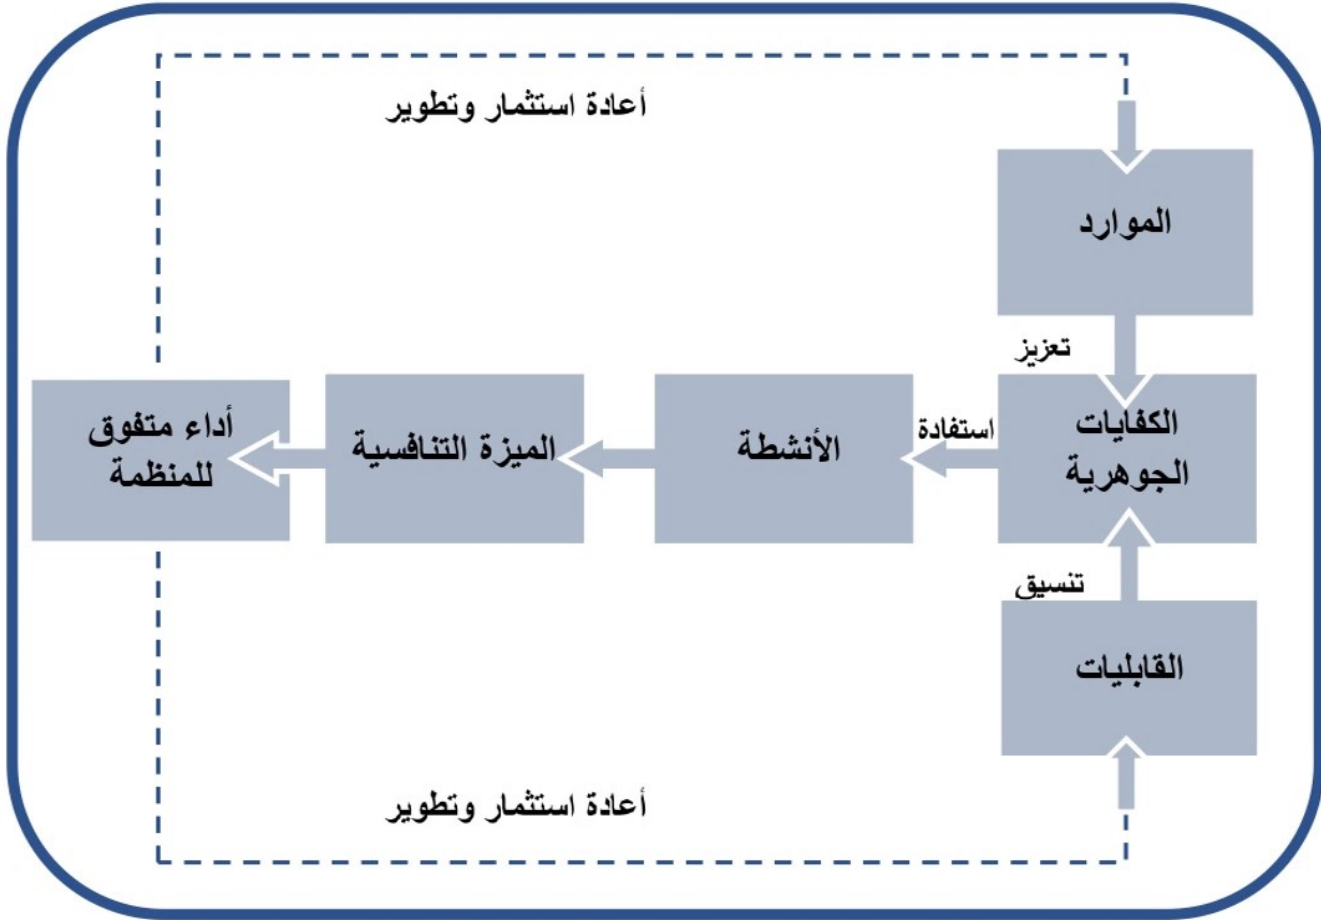 أعادة استثمار وتطوير
الموارد
تعزيز
الكفايات
الجوهرية
استفادة
الأنشطة
الميزة التنافسية
أداء متفوق
للمنظمة
تنسيق
القابليات
أعادة استثمار وتطوير